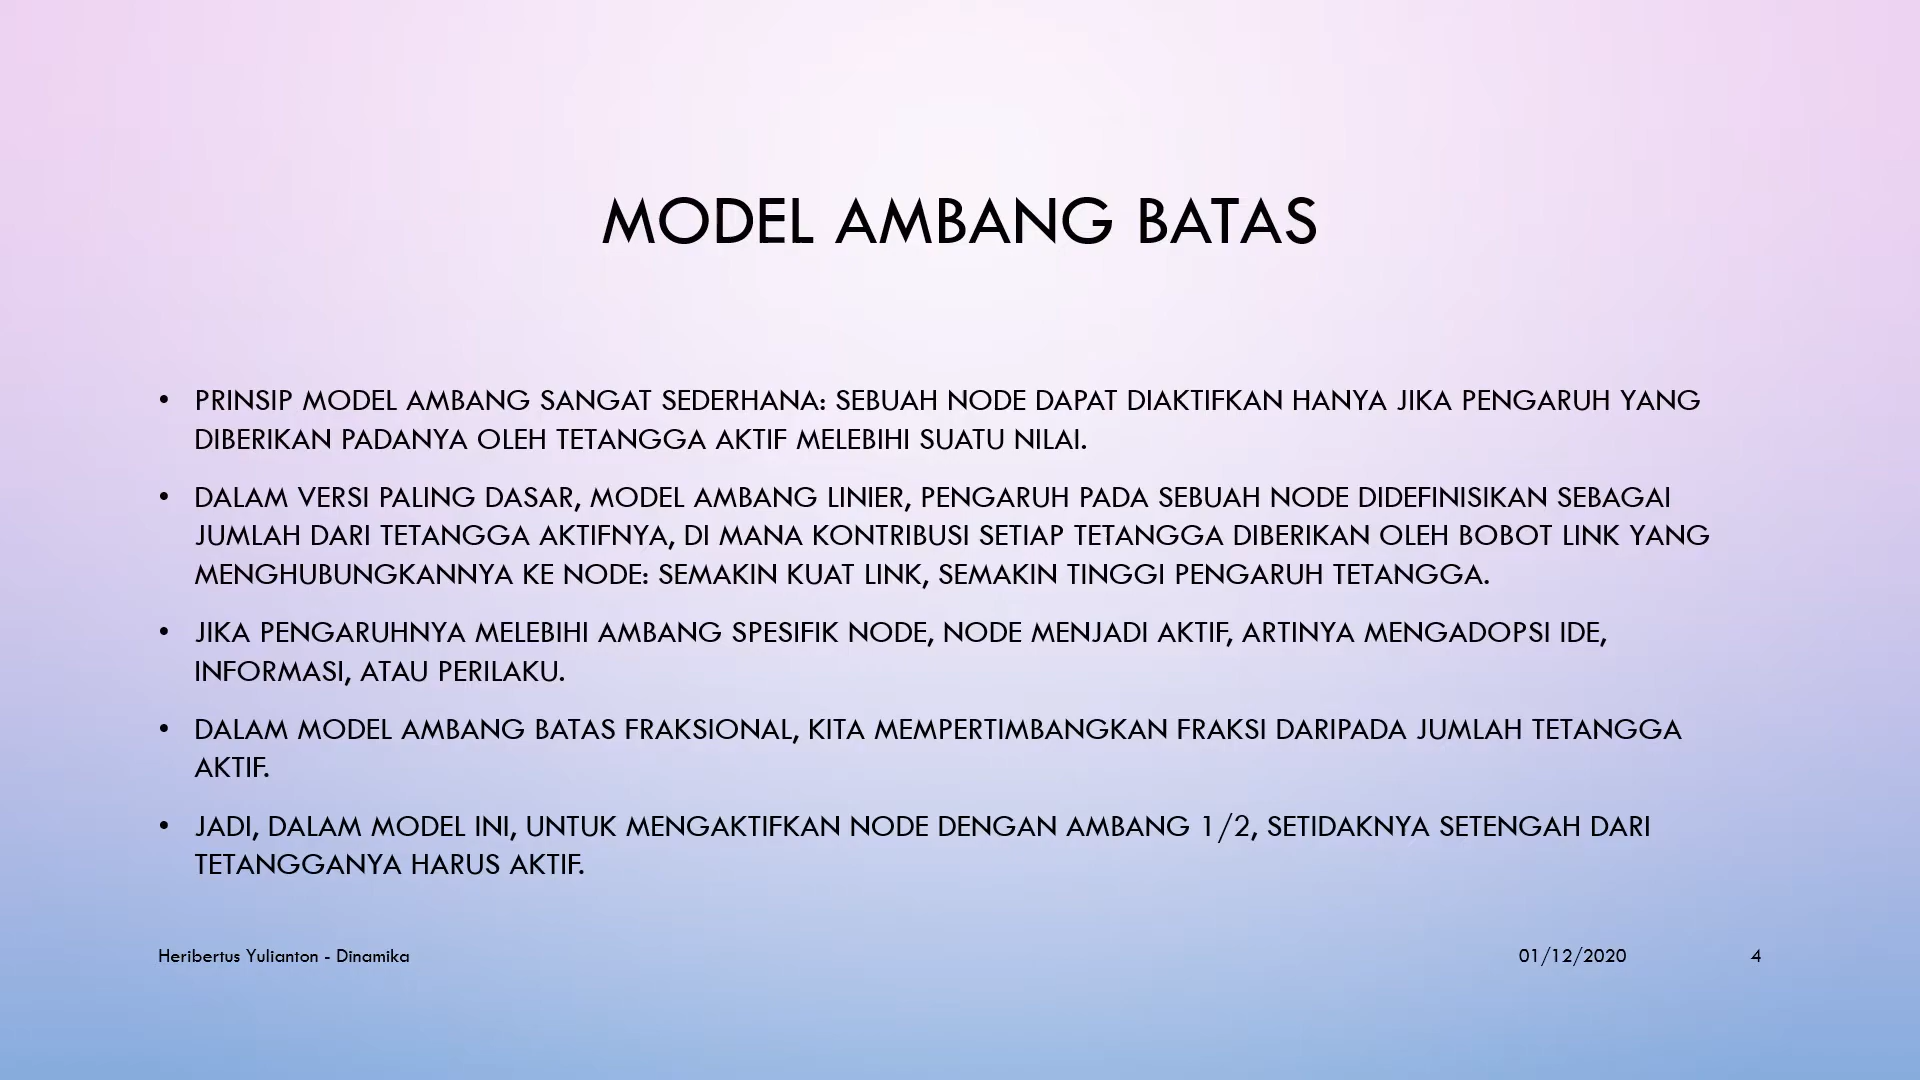 MODEL AMBANG BATAS
• PRINSIP MODEL AMBANG SANGAT SEDERHANA: SEBUAH NODE DAPAT DIAKTIFKAN HANYA JIKA PENGARUH YANG
DIBERIKAN PADANYA OLEH TETANGGA AKTIF MELEBIHI SUATU NILAI.
• DALAM VERSI PALING DASAR, MODEL AMBANG LINIER, PENGARUH PADA SEBUAH NODE DIDEFINISIKAN SEBAGAI
JUMLAH DARI TETANGGA AKTIFNYA, DI MANA KONTRIBUSI SETIAP TETANGGA DIBERIKAN OLEH BOBOT LINK YANG
MENGHUBUNGKANNYA KE NODE: SEMAKIN KUAT LINK, SEMAKIN TINGGI PENGARUH TETANGGA.
• JIKA PENGARUHNYA MELEBIHI AMBANG SPESIFIK NODE, NODE MENJADI AKTIF, ARTINYA MENGADOPSI IDE,
INFORMASI, ATAU PERILAKU.
• DALAM MODEL AMBANG BATAS FRAKSIONAL, KITA MEMPERTIMBANGKAN FRAKSI DARIPADA JUMLAH TETANGGA
AKTIF.
• JADI, DALAM MODEL INI, UNTUK MENGAKTIFKAN NODE DENGAN AMBANG 1/2, SETIDAKNYA SETENGAH DARI
TETANGGANYA HARUS AKTIF.
Heribertus Yulianton - Dinamika 01/12/2020 4